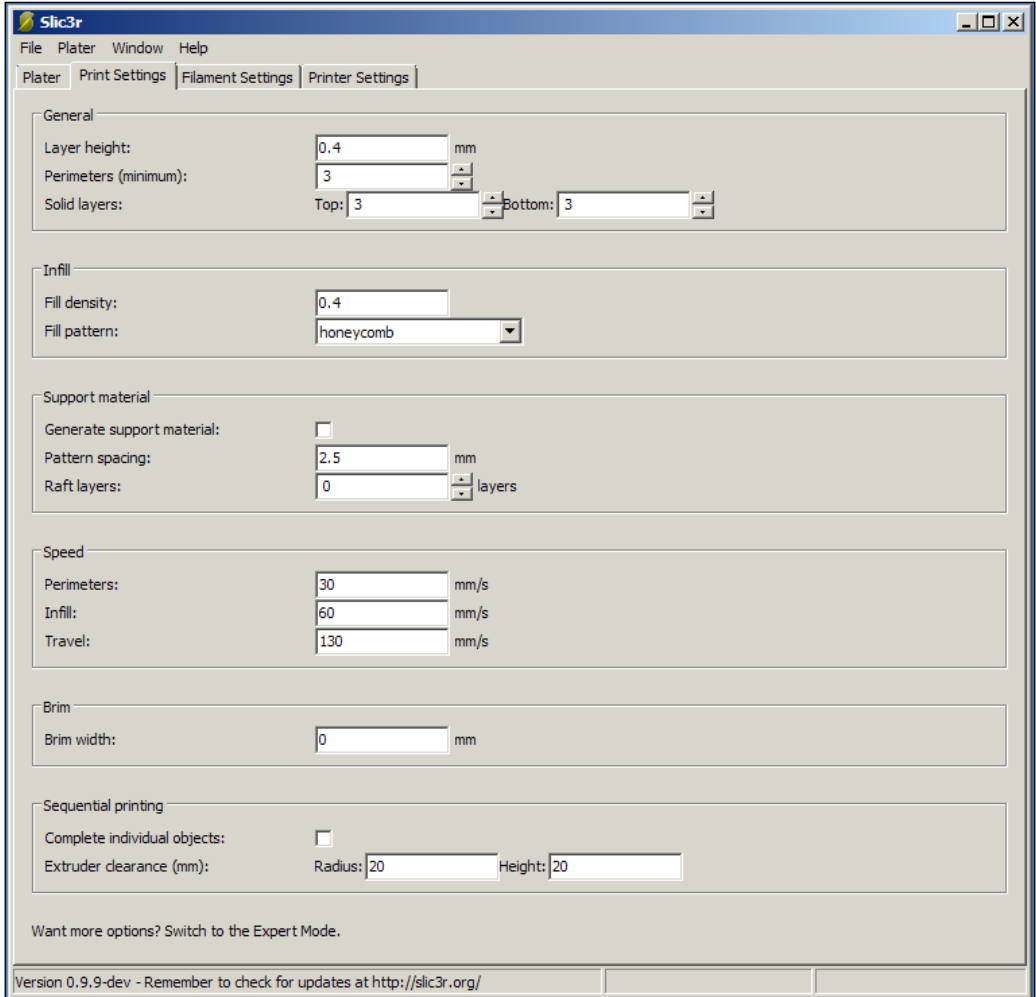 Slic3r
File Plater Window Help
Plater Print Settings Filament Settings Printer Settings
General
Layer height: 0.4 mm
Perimeters (minimum): 3
Solid layers: Top: 3 Bottom: 3
Infill
Fill density: 0.4
Fill pattern: honeycomb
Support material
Generate support material:
Pattern spacing: 2.5 mm
Raft layers: 0 layers
Speed
Perimeters: 30 mm/s
Infill: 60 mm/s
Travel: 130 mm/s
Brim
Brim width: 0 mm
Sequential printing
Complete individual objects:
Extruder clearance (mm): Radius: 20 Height: 20
Want more options? Switch to the Expert Mode.
Version 0.9.9-dev - Remember to check for updates at http://slic3r.org/